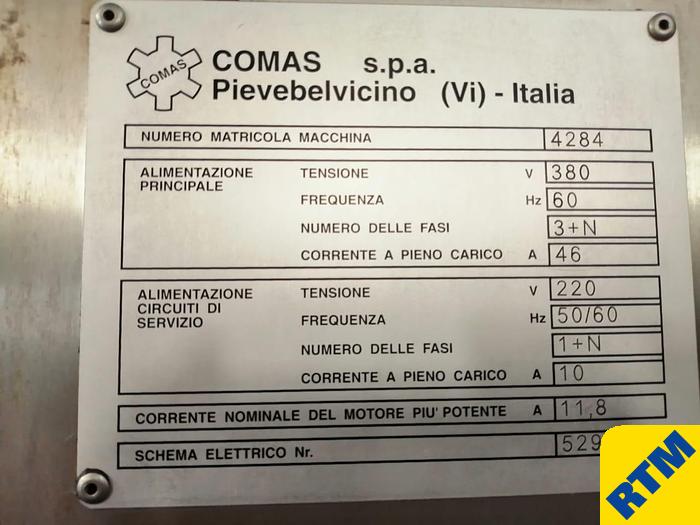 COMAS
COMAS s.p.a.
Pievebelvicino (Vi) - Italia
NUMERO MATRICOLA MACCHINA 4284
ALIMENTAZIONE PRINCIPALE
TENSIONE V 380
FREQUENZA Hz 60
NUMERO DELLE FASI 3+N
CORRENTE A PIENO CARICO A 46
ALIMENTAZIONE CIRCUITI DI SERVIZIO
TENSIONE V 220
FREQUENZA Hz 50/60
NUMERO DELLE FASI 1+N
CORRENTE A PIENO CARICO A 10
CORRENTE NOMINALE DEL MOTORE PIU' POTENTE A 11,8
SCHEMA ELETTRICO Nr.
RTM